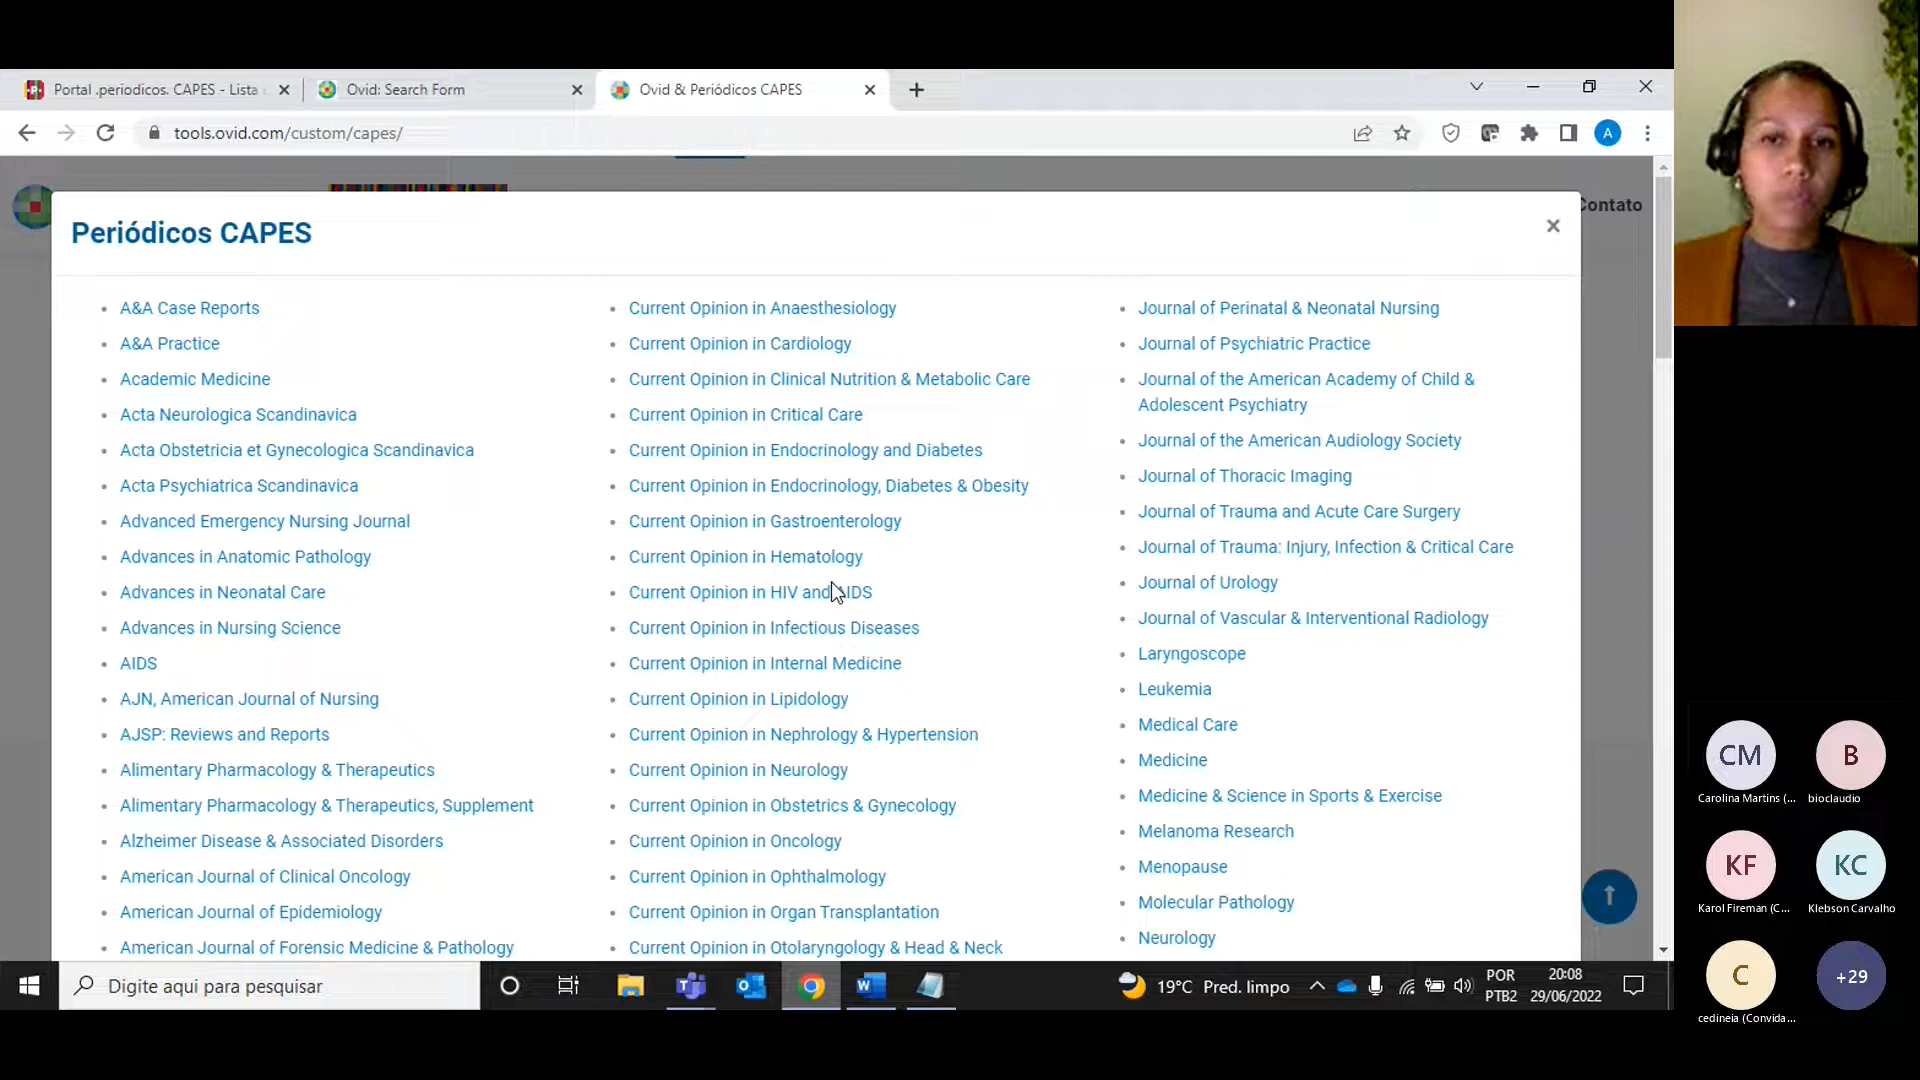 Portal .periodicos. CAPES - Lista
Ovid: Search Form
Ovid & Periódicos CAPES
tools.ovid.com/custom/capes/
A
Contato
Periódicos CAPES
A&A Case Reports
A&A Practice
Academic Medicine
Acta Neurologica Scandinavica
Acta Obstetricia et Gynecologica Scandinavica
Acta Psychiatrica Scandinavica
Advanced Emergency Nursing Journal
Advances in Anatomic Pathology
Advances in Neonatal Care
Advances in Nursing Science
AIDS
AJN, American Journal of Nursing
AJSP: Reviews and Reports
Alimentary Pharmacology & Therapeutics
Alimentary Pharmacology & Therapeutics, Supplement
Alzheimer Disease & Associated Disorders
American Journal of Clinical Oncology
American Journal of Epidemiology
American Journal of Forensic Medicine & Pathology
Current Opinion in Anaesthesiology
Current Opinion in Cardiology
Current Opinion in Clinical Nutrition & Metabolic Care
Current Opinion in Critical Care
Current Opinion in Endocrinology and Diabetes
Current Opinion in Endocrinology, Diabetes & Obesity
Current Opinion in Gastroenterology
Current Opinion in Hematology
Current Opinion in HIV and AIDS
Current Opinion in Infectious Diseases
Current Opinion in Internal Medicine
Current Opinion in Lipidology
Current Opinion in Nephrology & Hypertension
Current Opinion in Neurology
Current Opinion in Obstetrics & Gynecology
Current Opinion in Oncology
Current Opinion in Ophthalmology
Current Opinion in Organ Transplantation
Current Opinion in Otolaryngology & Head & Neck
Journal of Perinatal & Neonatal Nursing
Journal of Psychiatric Practice
Journal of the American Academy of Child &
Adolescent Psychiatry
Journal of the American Audiology Society
Journal of Thoracic Imaging
Journal of Trauma and Acute Care Surgery
Journal of Trauma: Injury, Infection & Critical Care
Journal of Urology
Journal of Vascular & Interventional Radiology
Laryngoscope
Leukemia
Medical Care
Medicine
Medicine & Science in Sports & Exercise
Melanoma Research
Menopause
Molecular Pathology
Neurology
Digite aqui para pesquisar
19°C Pred. limpo
POR
PTB2
20:08
29/06/2022
CM
Carolina Martins (...
B
bioclaudio
KF
Karol Fireman (C...
KC
Klebson Carvalho
C
cedineia (Convida...
+29